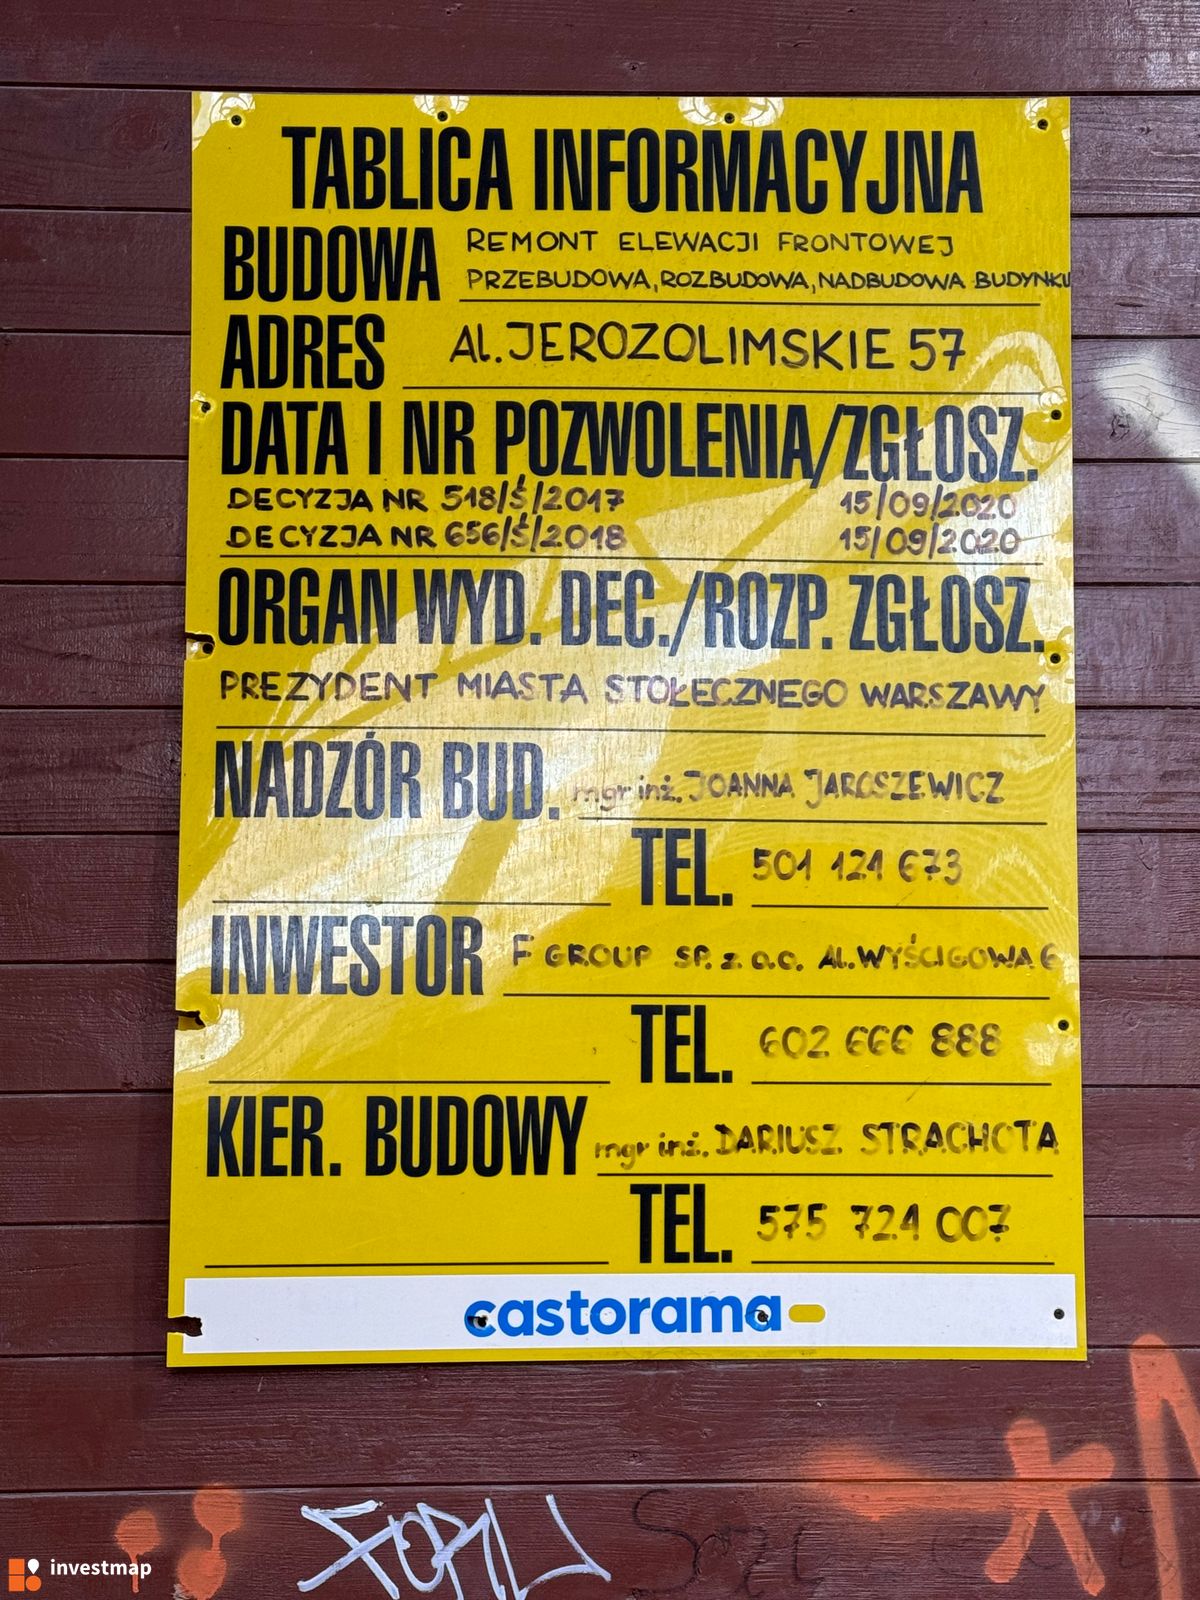 TABLICA INFORMACYJNA
BUDOWA REMONT ELEWACJI FRONTOWEJ
PRZEBUDOWA, ROZBUDOWA, NADBUDOWA BUDYNKU
ADRES Al. JEROZOLIMSKIE 57
DATA I NR POZWOLENIA/ZGŁOSZ.
DECYZJA NR 518/Ś/2017 15/09/2020
DECYZJA NR 656/Ś/2018 15/09/2020
ORGAN WYD. DEC./ROZP. ZGŁOSZ.
PREZYDENT MIASTA STOŁECZNEGO WARSZAWY
NADZÓR BUD. mgr inż. JOANNA JAROSZEWICZ
TEL. 501 121 673
INWESTOR F GROUP SP. z o.o. Al. WYŚCIGOWA 6
TEL. 602 666 888
KIER. BUDOWY mgr inż. DARIUSZ STRACHOTA
TEL. 575 724 007
castorama
investmap